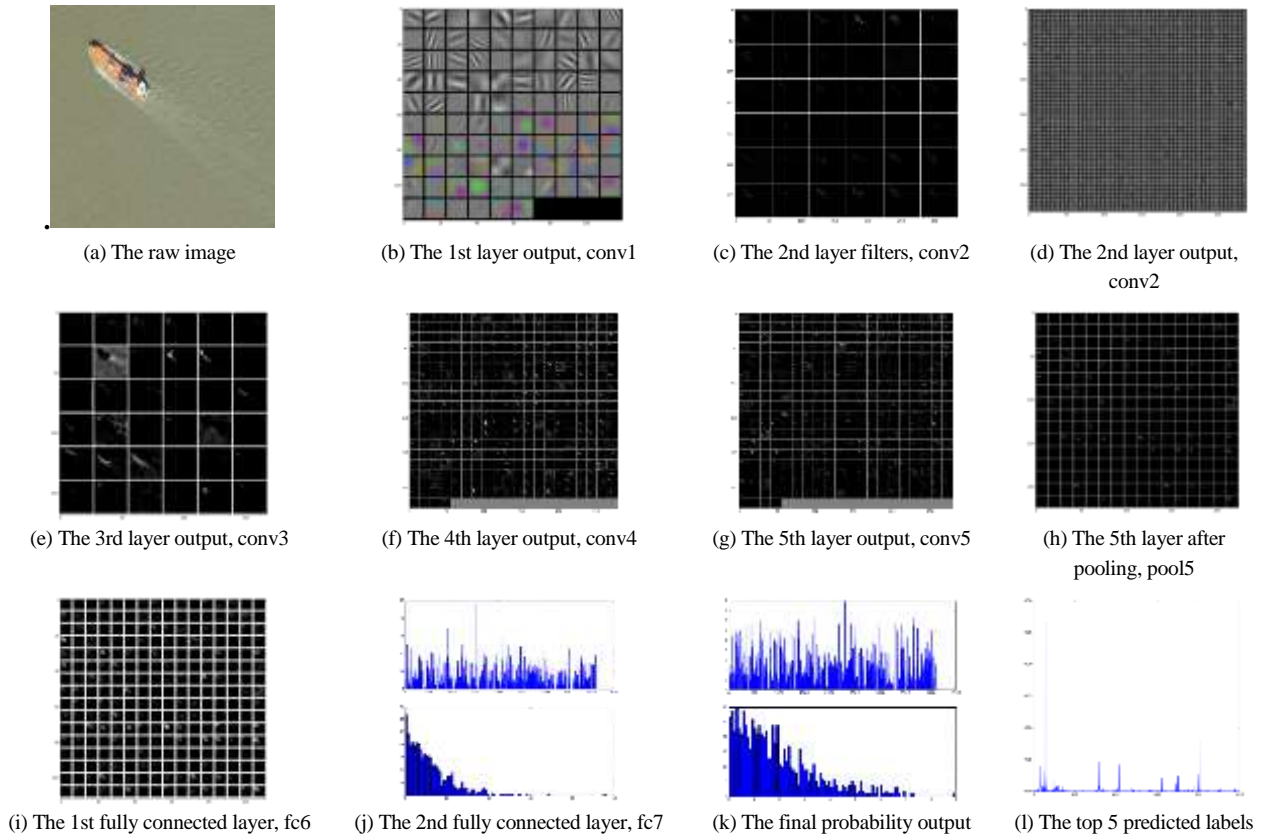 (a) The raw image
(b) The 1st layer output, conv1
(c) The 2nd layer filters, conv2
(d) The 2nd layer output,
conv2
(e) The 3rd layer output, conv3
(f) The 4th layer output, conv4
(g) The 5th layer output, conv5
(h) The 5th layer after
pooling, pool5
(i) The 1st fully connected layer, fc6
(j) The 2nd fully connected layer, fc7
(k) The final probability output
(l) The top 5 predicted labels